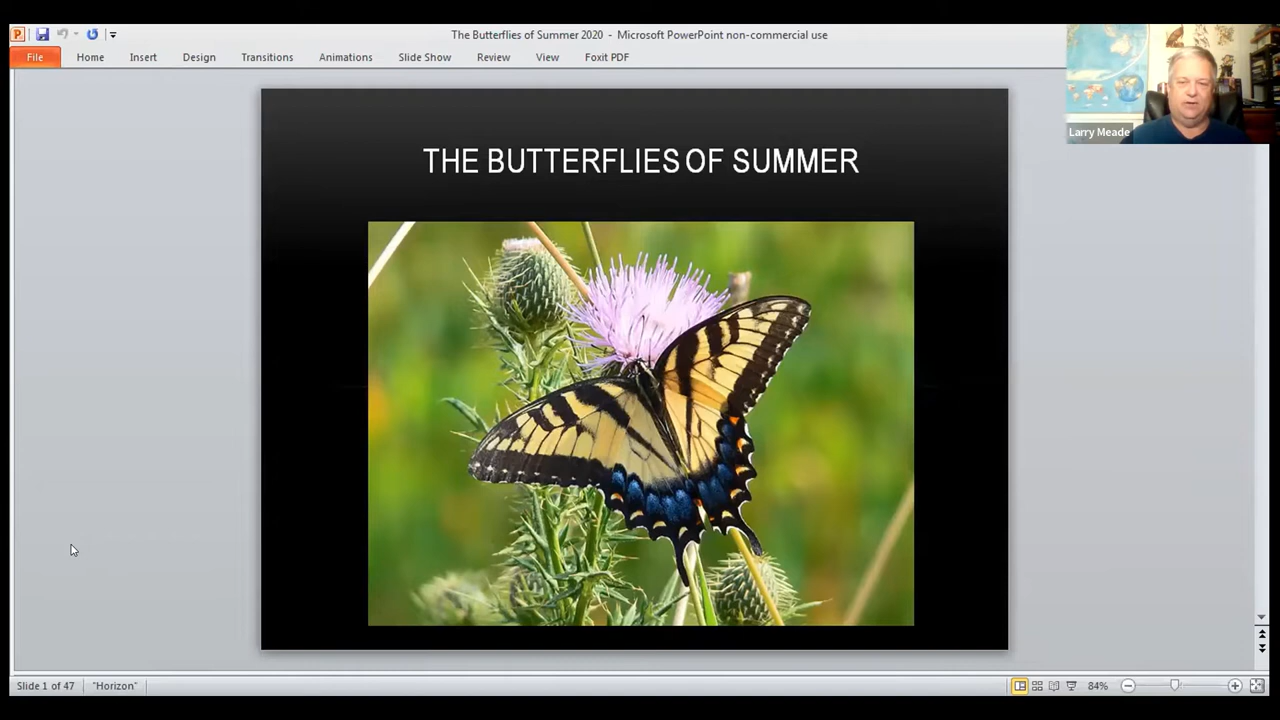 The Butterflies of Summer 2020 - Microsoft PowerPoint non-commercial use
File Home Insert Design Transitions Animations Slide Show Review View Foxit PDF
Larry Meade
THE BUTTERFLIES OF SUMMER
Slide 1 of 47 "Horizon" 84%